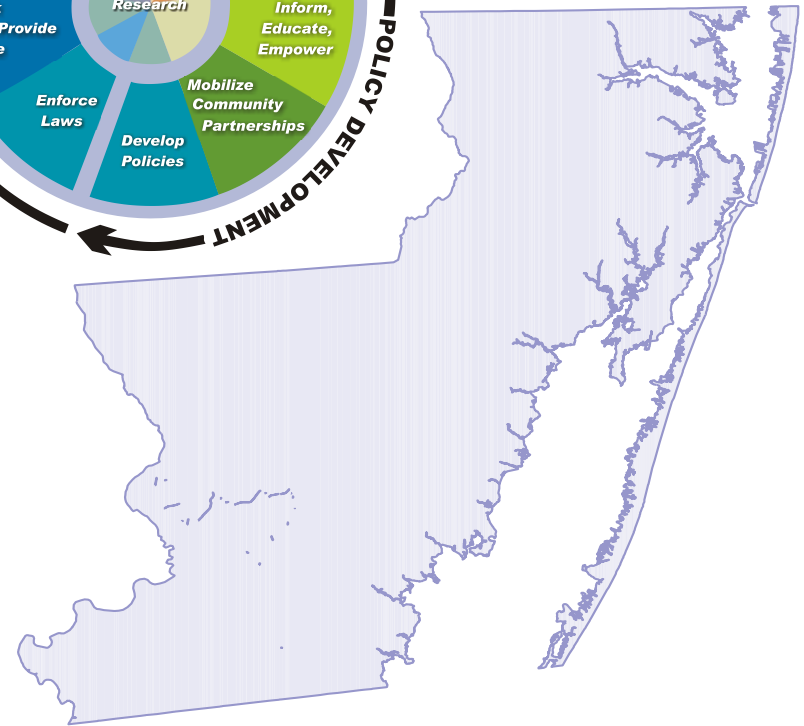 Research
Inform,
Educate,
Empower
Provide
Mobilize
Community
Partnerships
Enforce
Laws
Develop
Policies
POLICY DEVELOPMENT